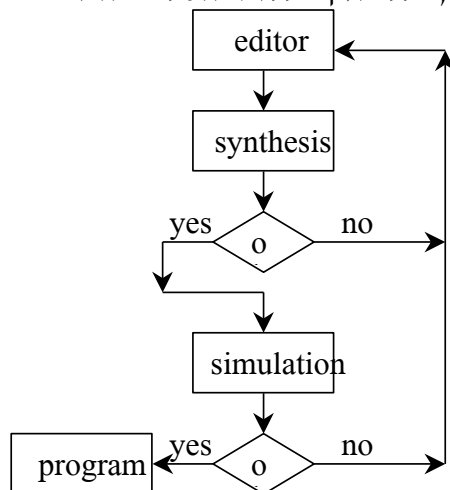 editor
synthesis
yes
o
no
simulation
program
yes
o
no